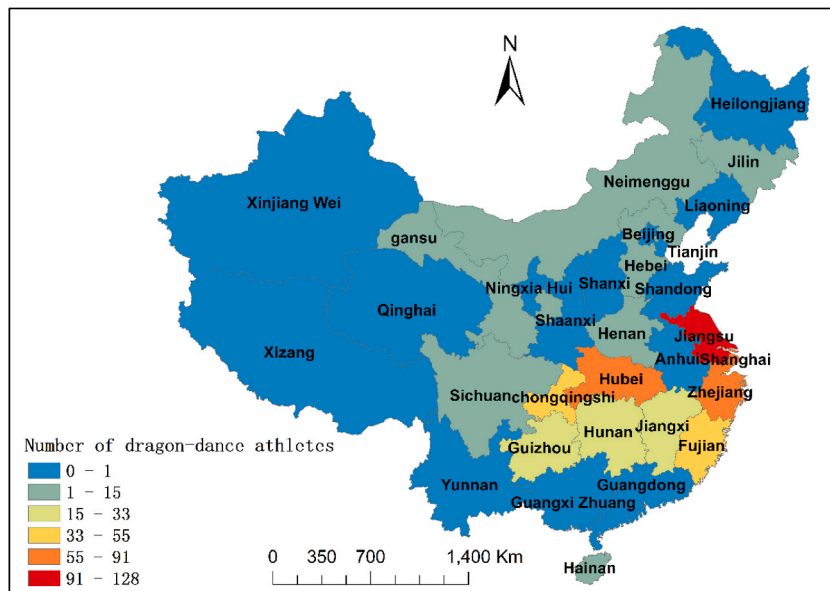 N
Heilongjiang
Jilin
Neimenggu
Xinjiang Wei
Liaoning
gansu
Beijing
Tianjin
Hebei
Ningxia Hui
Shanxi
Shandong
Qinghai
Shaanxi
Henan
Jiangsu
Xizang
Anhui
Shanghai
Hubei
Sichuan
chongqingshi
Zhejiang
Jiangxi
Hunan
Guizhou
Fujian
Yunnan
Guangdong
Guangxi Zhuang
Hainan
Number of dragon-dance athletes
0 - 1
1 - 15
15 - 33
33 - 55
55 - 91
91 - 128
0 350 700 1,400 Km